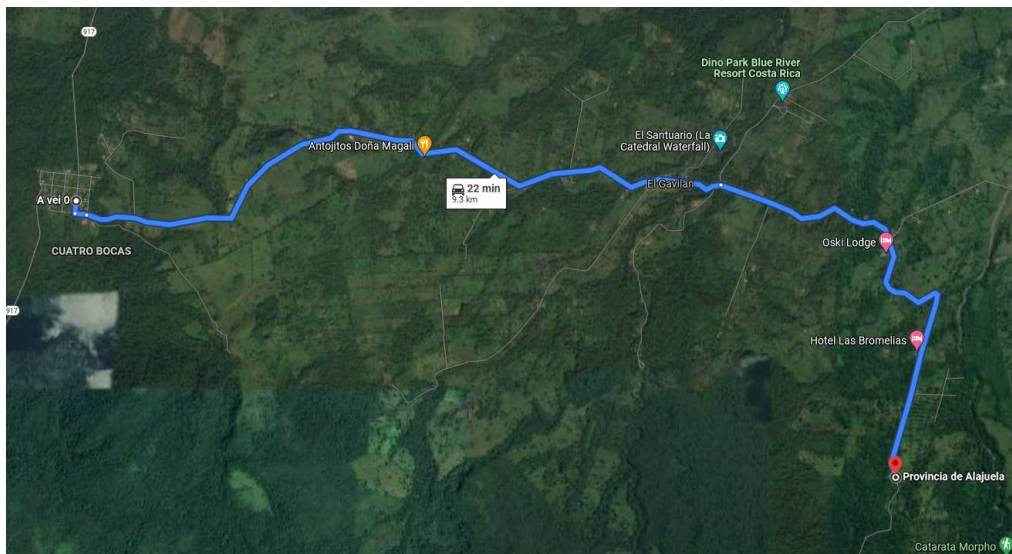 917
Dino Park Blue River
Resort Costa Rica
El Santuario (La
Catedral Waterfall)
Antojitos Doña Magali
22 min
9.3 km
El Gavilan
A vei 0
CUATRO BOCAS
Oski Lodge
917
Hotel Las Bromelias
Provincia de Alajuela
Catarata Morpho